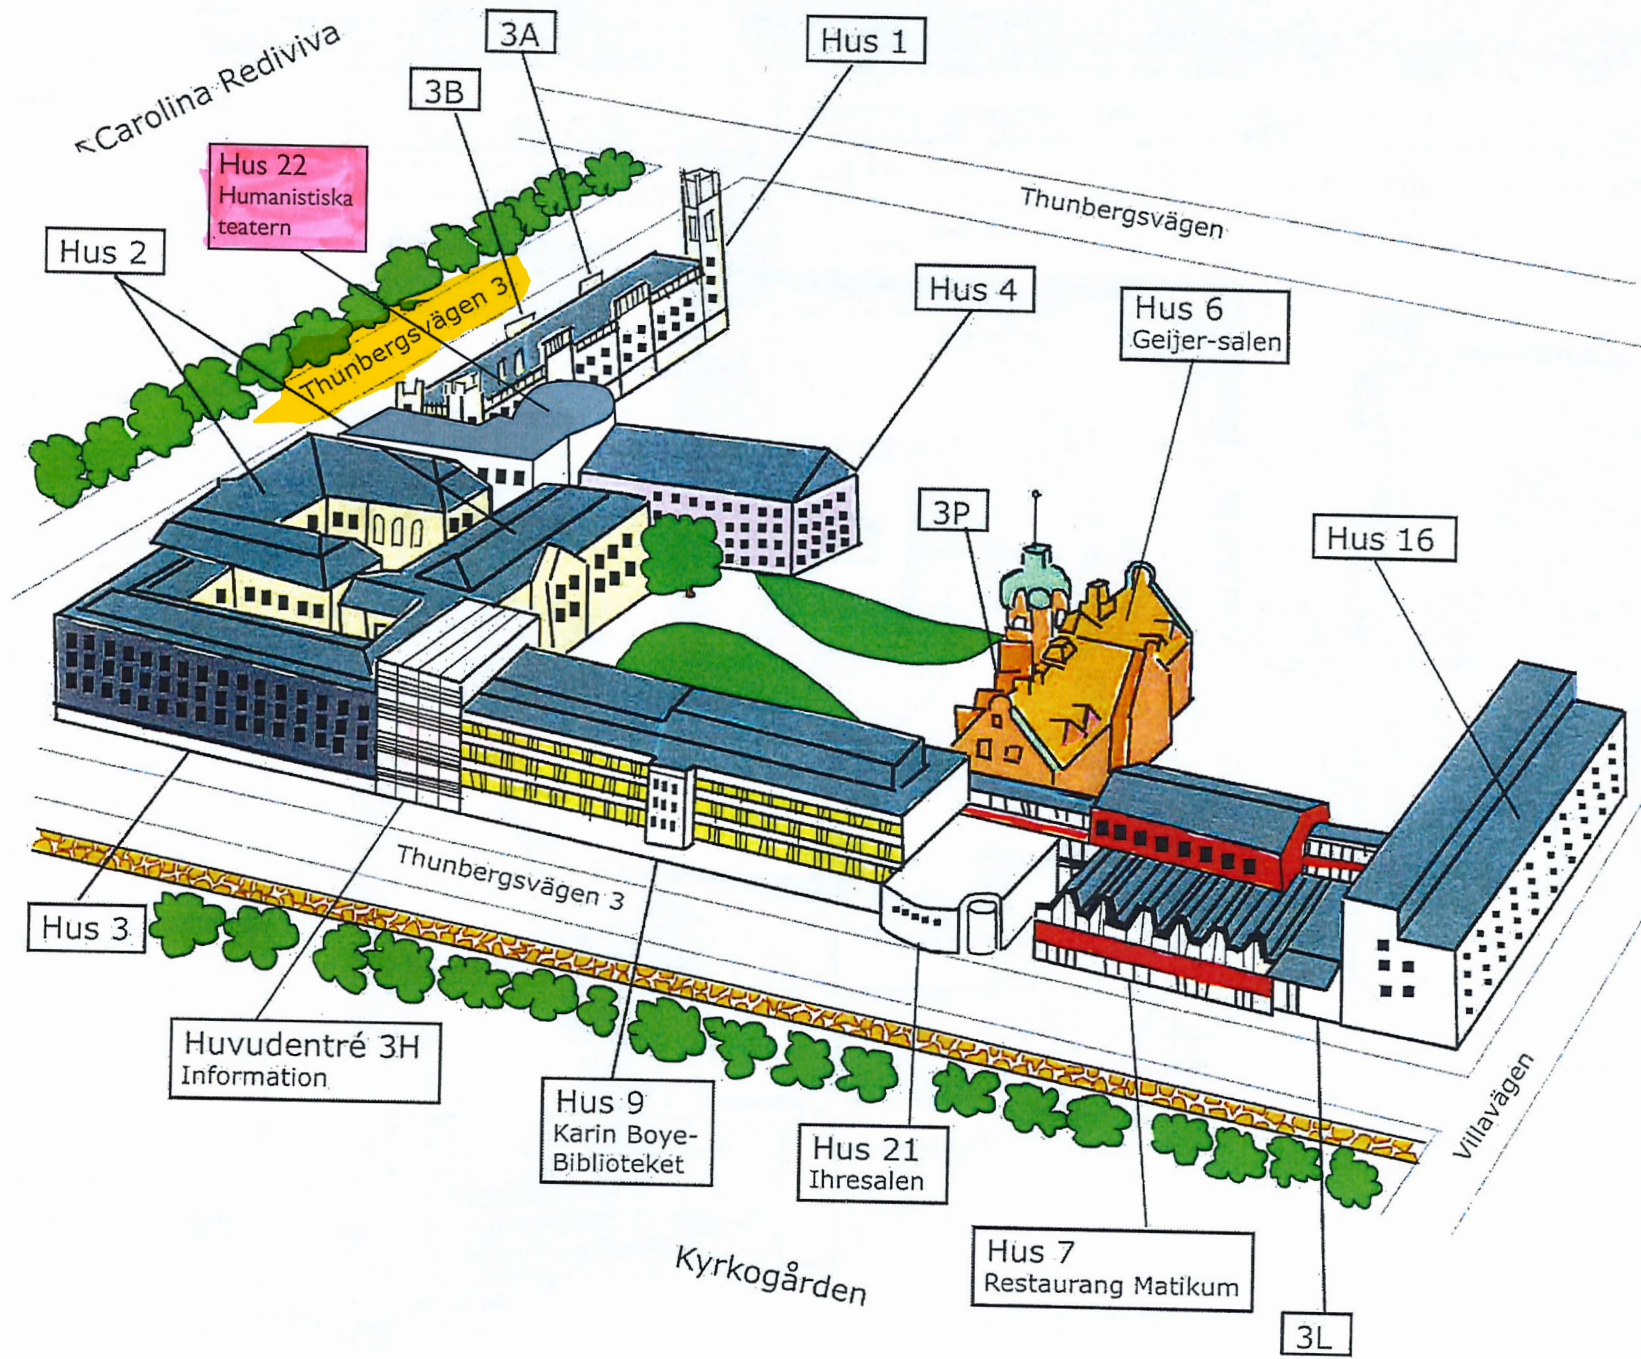 ↖Carolina Rediviva
3A
Hus 1
3B
Hus 22
Humanistiska
teatern
Thunbergsvägen
Hus 2
Hus 4
Thunbergsvägen 3
Hus 6
Geijer-salen
3P
Hus 16
Thunbergsvägen 3
Hus 3
Huvudentré 3H
Information
Hus 9
Karin Boye-
Biblioteket
Hus 21
Ihresalen
Villavägen
Hus 7
Restaurang Matikum
Kyrkogården
3L